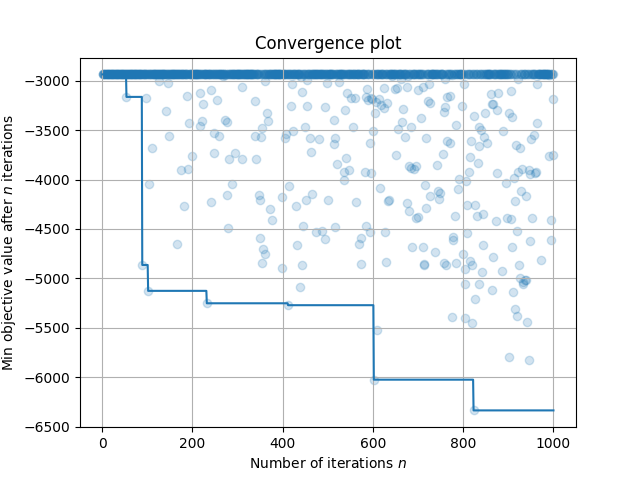 Convergence plot
Min objective value after n iterations
−3000
−3500
−4000
−4500
−5000
−5500
−6000
−6500
0 200 400 600 800 1000
Number of iterations n